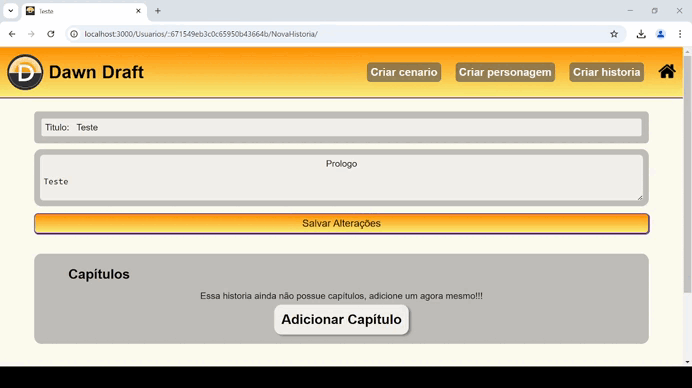 Teste
localhost:3000/Usuarios/:671549eb3c0c65950b43664b/NovaHistoria/
Dawn Draft
Criar cenario
Criar personagem
Criar historia
Titulo: Teste
Prologo
Teste
Salvar Alterações
Capítulos
Essa historia ainda não possue capítulos, adicione um agora mesmo!!!
Adicionar Capítulo